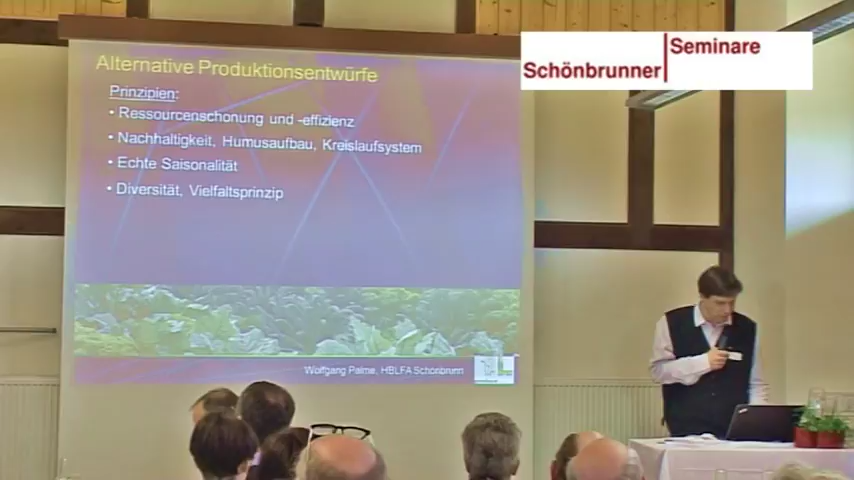 Alternative Produktionsentwürfe
Prinzipien:
• Ressourcenschonung und -effizienz
• Nachhaltigkeit, Humusaufbau, Kreislaufsystem
• Echte Saisonalität
• Diversität, Vielfaltsprinzip
Wolfgang Palme, HBLFA Schönbrunn
Schönbrunner Seminare